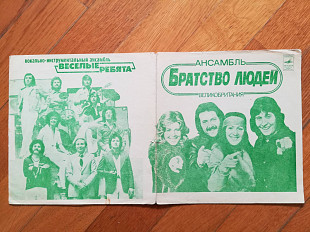 ВОКАЛЬНО-ИНСТРУМЕНТАЛЬНЫЙ АНСАМБЛЬ
ВЕСЕЛЫЕ РЕБЯТА
АНСАМБЛЬ
БРАТСТВО ЛЮДЕЙ
ВЕЛИКОБРИТАНИЯ